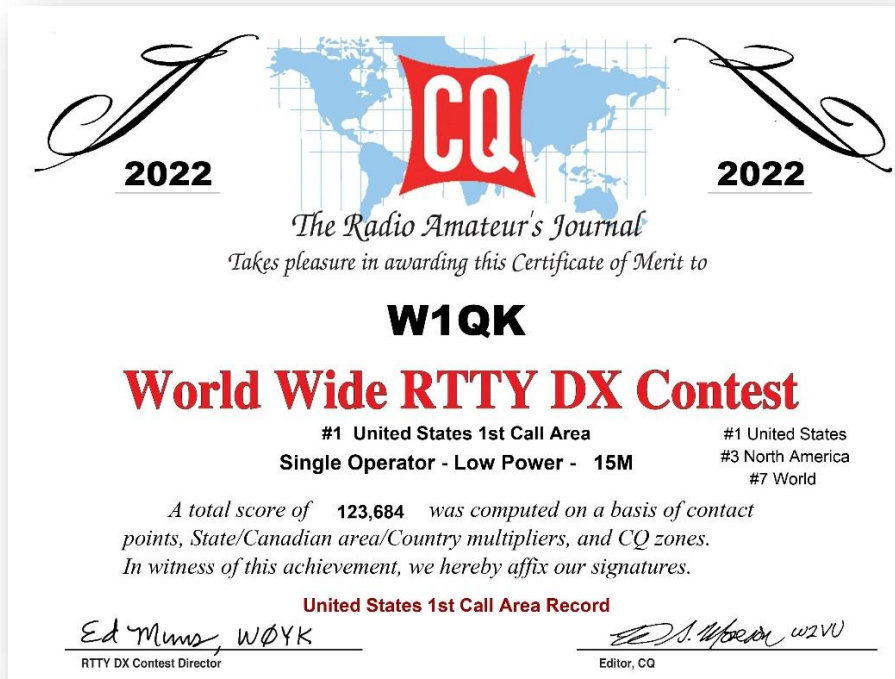 CQ
2022
2022
The Radio Amateur's Journal
Takes pleasure in awarding this Certificate of Merit to
W1QK
World Wide RTTY DX Contest
#1 United States 1st Call Area
Single Operator - Low Power - 15M
#1 United States
#3 North America
#7 World
A total score of 123,684 was computed on a basis of contact
points, State/Canadian area/Country multipliers, and CQ zones.
In witness of this achievement, we hereby affix our signatures.
United States 1st Call Area Record
Ed Muns, WØYK
RTTY DX Contest Director
W2VU
Editor, CQ